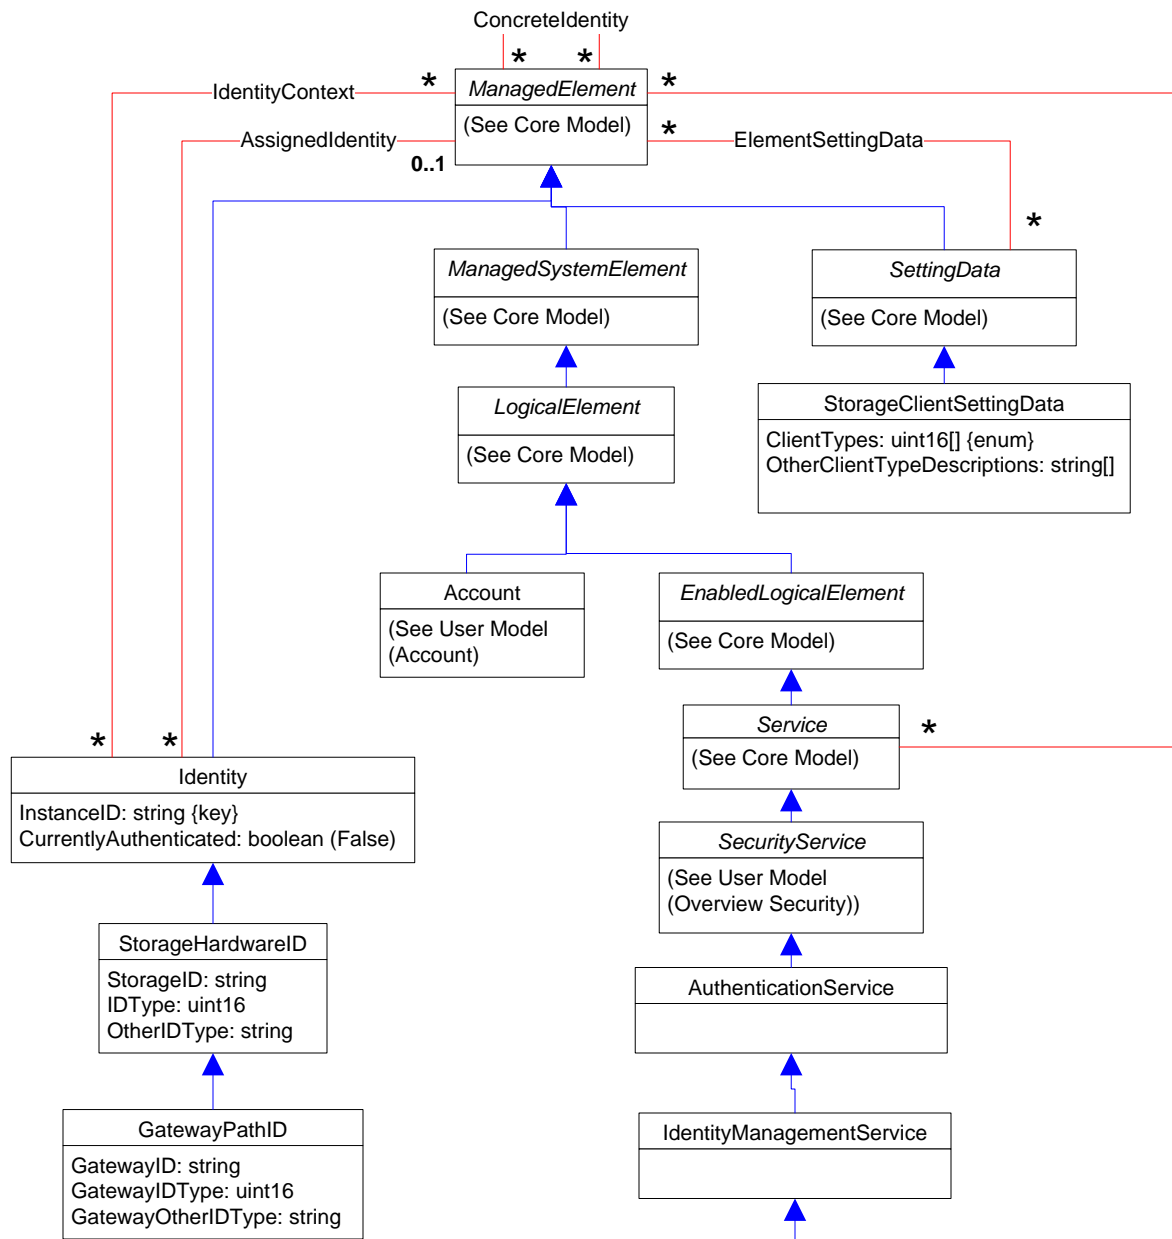 ConcreteIdentity
* *
* ManagedElement *
IdentityContext
(See Core Model)
AssignedIdentity * ElementSettingData
0..1
*
ManagedSystemElement SettingData
(See Core Model) (See Core Model)
LogicalElement StorageClientSettingData
(See Core Model) ClientTypes: uint16[] {enum}
OtherClientTypeDescriptions: string[]
Account EnabledLogicalElement
(See User Model (See Core Model)
(Account)
* * Service *
(See Core Model)
Identity
InstanceID: string {key}
CurrentlyAuthenticated: boolean (False)
SecurityService
(See User Model
(Overview Security))
StorageHardwareID
StorageID: string
IDType: uint16
OtherIDType: string
AuthenticationService
GatewayPathID
GatewayID: string
GatewayIDType: uint16
GatewayOtherIDType: string
IdentityManagementService